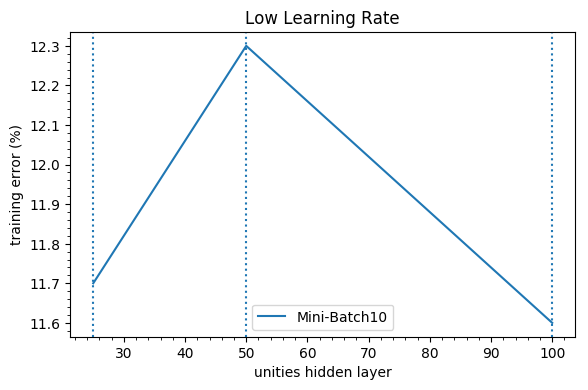 Low Learning Rate
training error (%)
12.3
12.2
12.1
12.0
11.9
11.8
11.7
11.6
Mini-Batch10
30 40 50 60 70 80 90 100
unities hidden layer